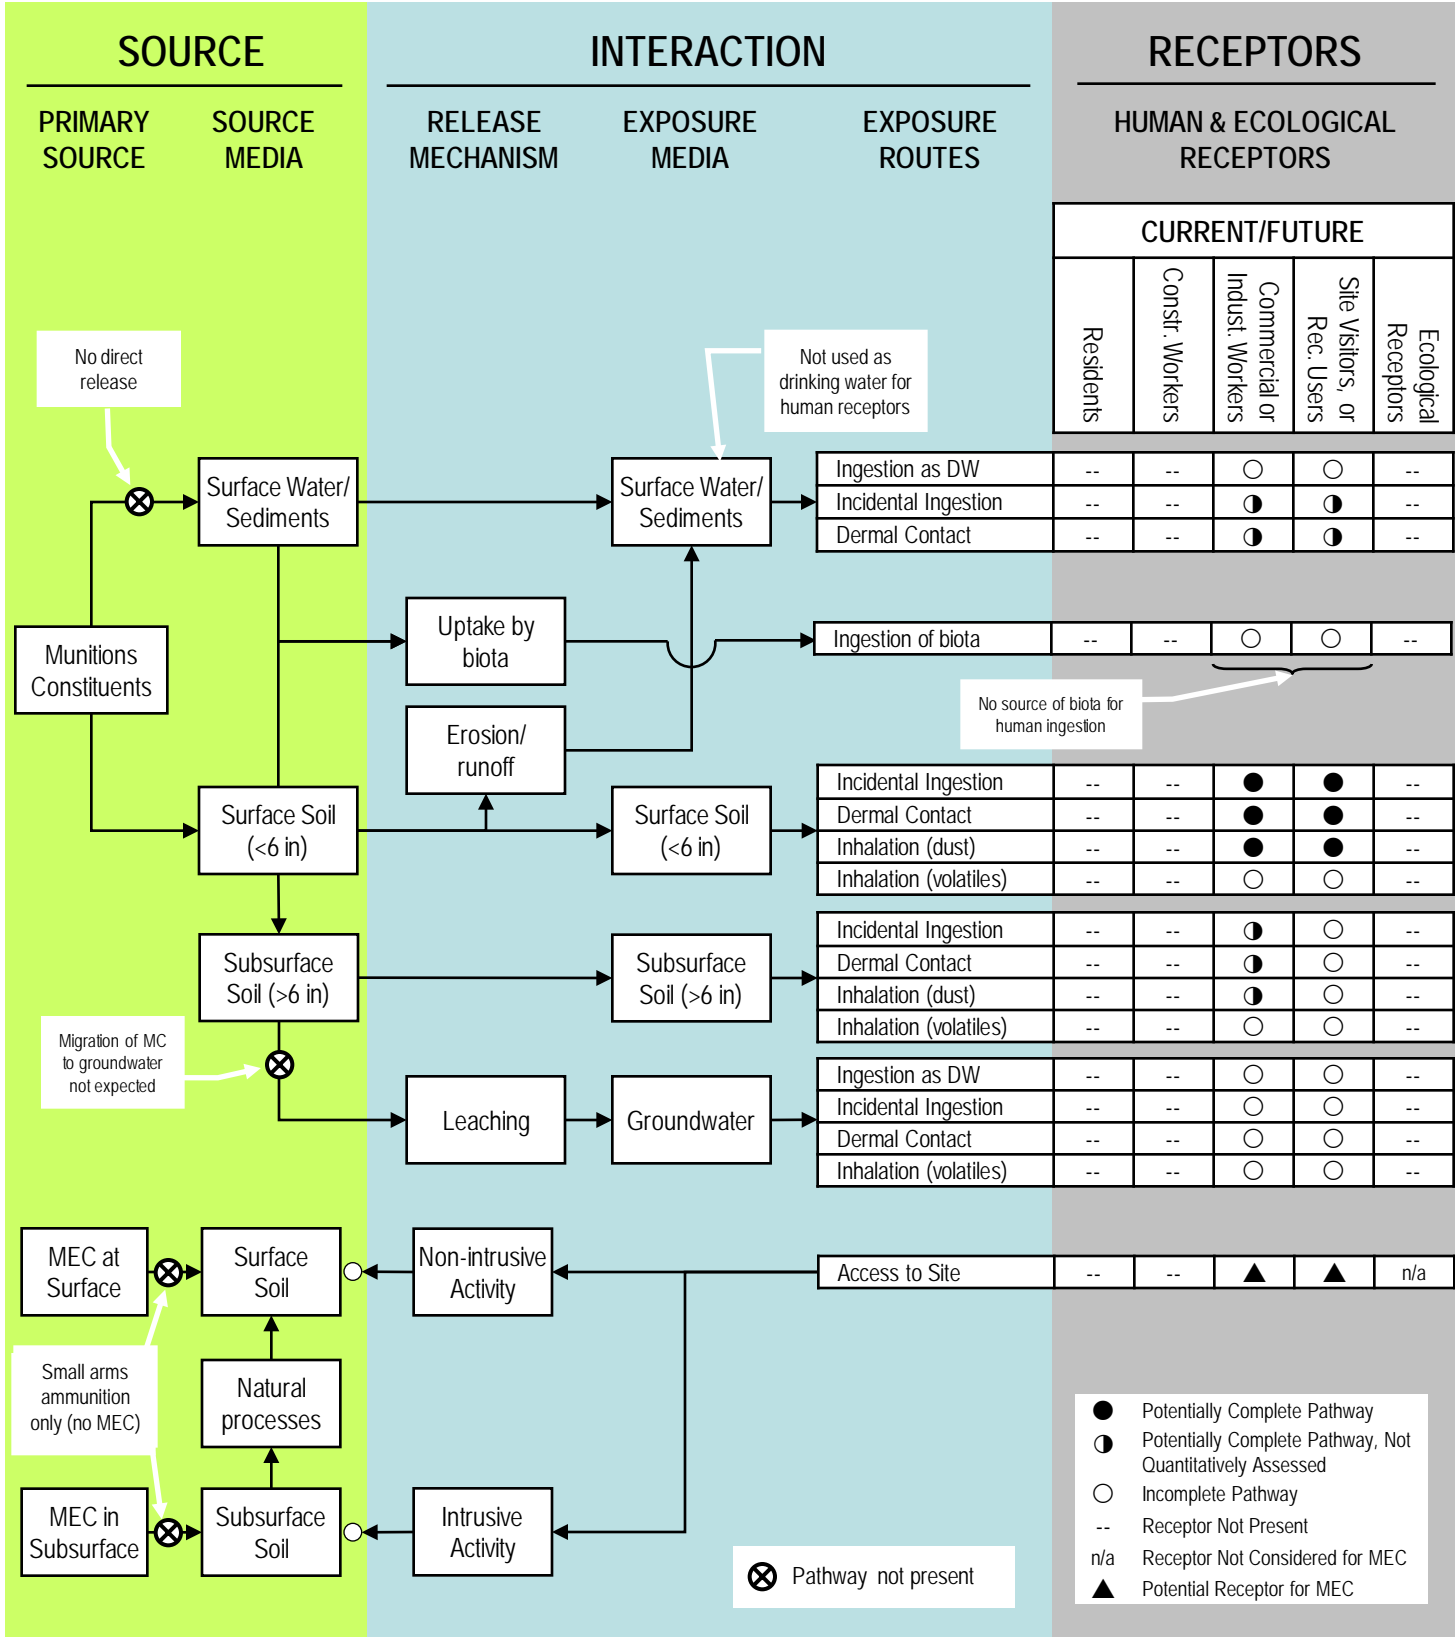 SOURCE
INTERACTION
RECEPTORS
PRIMARY
SOURCE
SOURCE
MEDIA
RELEASE
MECHANISM
EXPOSURE
MEDIA
EXPOSURE
ROUTES
HUMAN & ECOLOGICAL
RECEPTORS
CURRENT/FUTURE
Residents
Constr. Workers
Commercial or
Indust. Workers
Site Visitors, or
Rec. Users
Ecological
Receptors
No direct
release
Not used as
drinking water for
human receptors
Surface Water/
Sediments
Surface Water/
Sediments
Ingestion as DW -- -- ○ ○ --
Incidental Ingestion -- -- ◑ ◑ --
Dermal Contact -- -- ◑ ◑ --
Munitions
Constituents
Uptake by
biota
Ingestion of biota -- -- ○ ○ --
No source of biota for
human ingestion
Erosion/
runoff
Surface Soil
(<6 in)
Surface Soil
(<6 in)
Incidental Ingestion -- -- ● ● --
Dermal Contact -- -- ● ● --
Inhalation (dust) -- -- ● ● --
Inhalation (volatiles) -- -- ○ ○ --
Subsurface
Soil (>6 in)
Subsurface
Soil (>6 in)
Incidental Ingestion -- -- ◑ ○ --
Dermal Contact -- -- ◑ ○ --
Inhalation (dust) -- -- ◑ ○ --
Inhalation (volatiles) -- -- ○ ○ --
Migration of MC
to groundwater
not expected
Leaching
Groundwater
Ingestion as DW -- -- ○ ○ --
Incidental Ingestion -- -- ○ ○ --
Dermal Contact -- -- ○ ○ --
Inhalation (volatiles) -- -- ○ ○ --
MEC at
Surface
Surface
Soil
Non-intrusive
Activity
Access to Site -- -- ▲ ▲ n/a
Small arms
ammunition
only (no MEC)
Natural
processes
MEC in
Subsurface
Subsurface
Soil
Intrusive
Activity
⊗ Pathway not present
● Potentially Complete Pathway
◑ Potentially Complete Pathway, Not
Quantitatively Assessed
○ Incomplete Pathway
-- Receptor Not Present
n/a Receptor Not Considered for MEC
▲ Potential Receptor for MEC